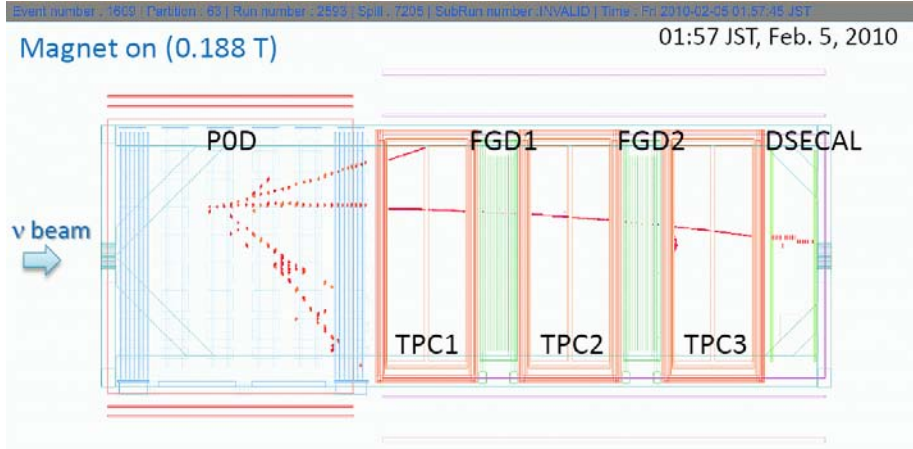 Event number : 1609 | Partition : 63 | Run number : 2593 | Spill : 7205 | SubRun number :INVALID | Time : Fri 2010-02-05 01:57:45 JST
Magnet on (0.188 T)
01:57 JST, Feb. 5, 2010
P0D FGD1 FGD2 DSECAL
ν beam
TPC1 TPC2 TPC3